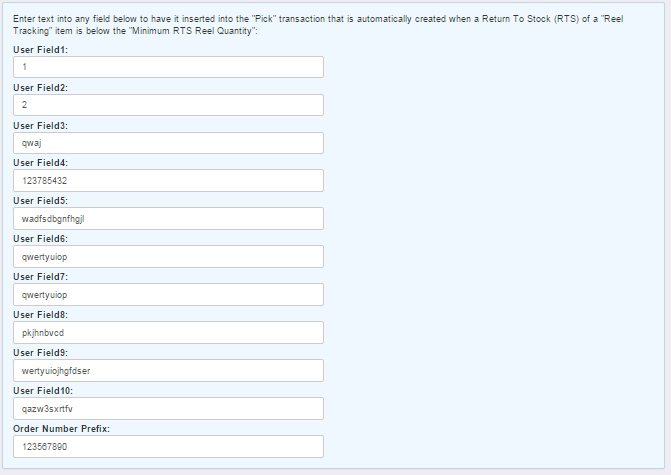 Enter text into any field below to have it inserted into the "Pick" transaction that is automatically created when a Return To Stock (RTS) of a "Reel
Tracking" item is below the "Minimum RTS Reel Quantity":
User Field1:
1
User Field2:
2
User Field3:
qwaj
User Field4:
123785432
User Field5:
wadfsdbgnfhgjl
User Field6:
qwertyuiop
User Field7:
qwertyuiop
User Field8:
pkjhnbvcd
User Field9:
wertyuiojhgfdser
User Field10:
qazw3sxrtfv
Order Number Prefix:
123567890